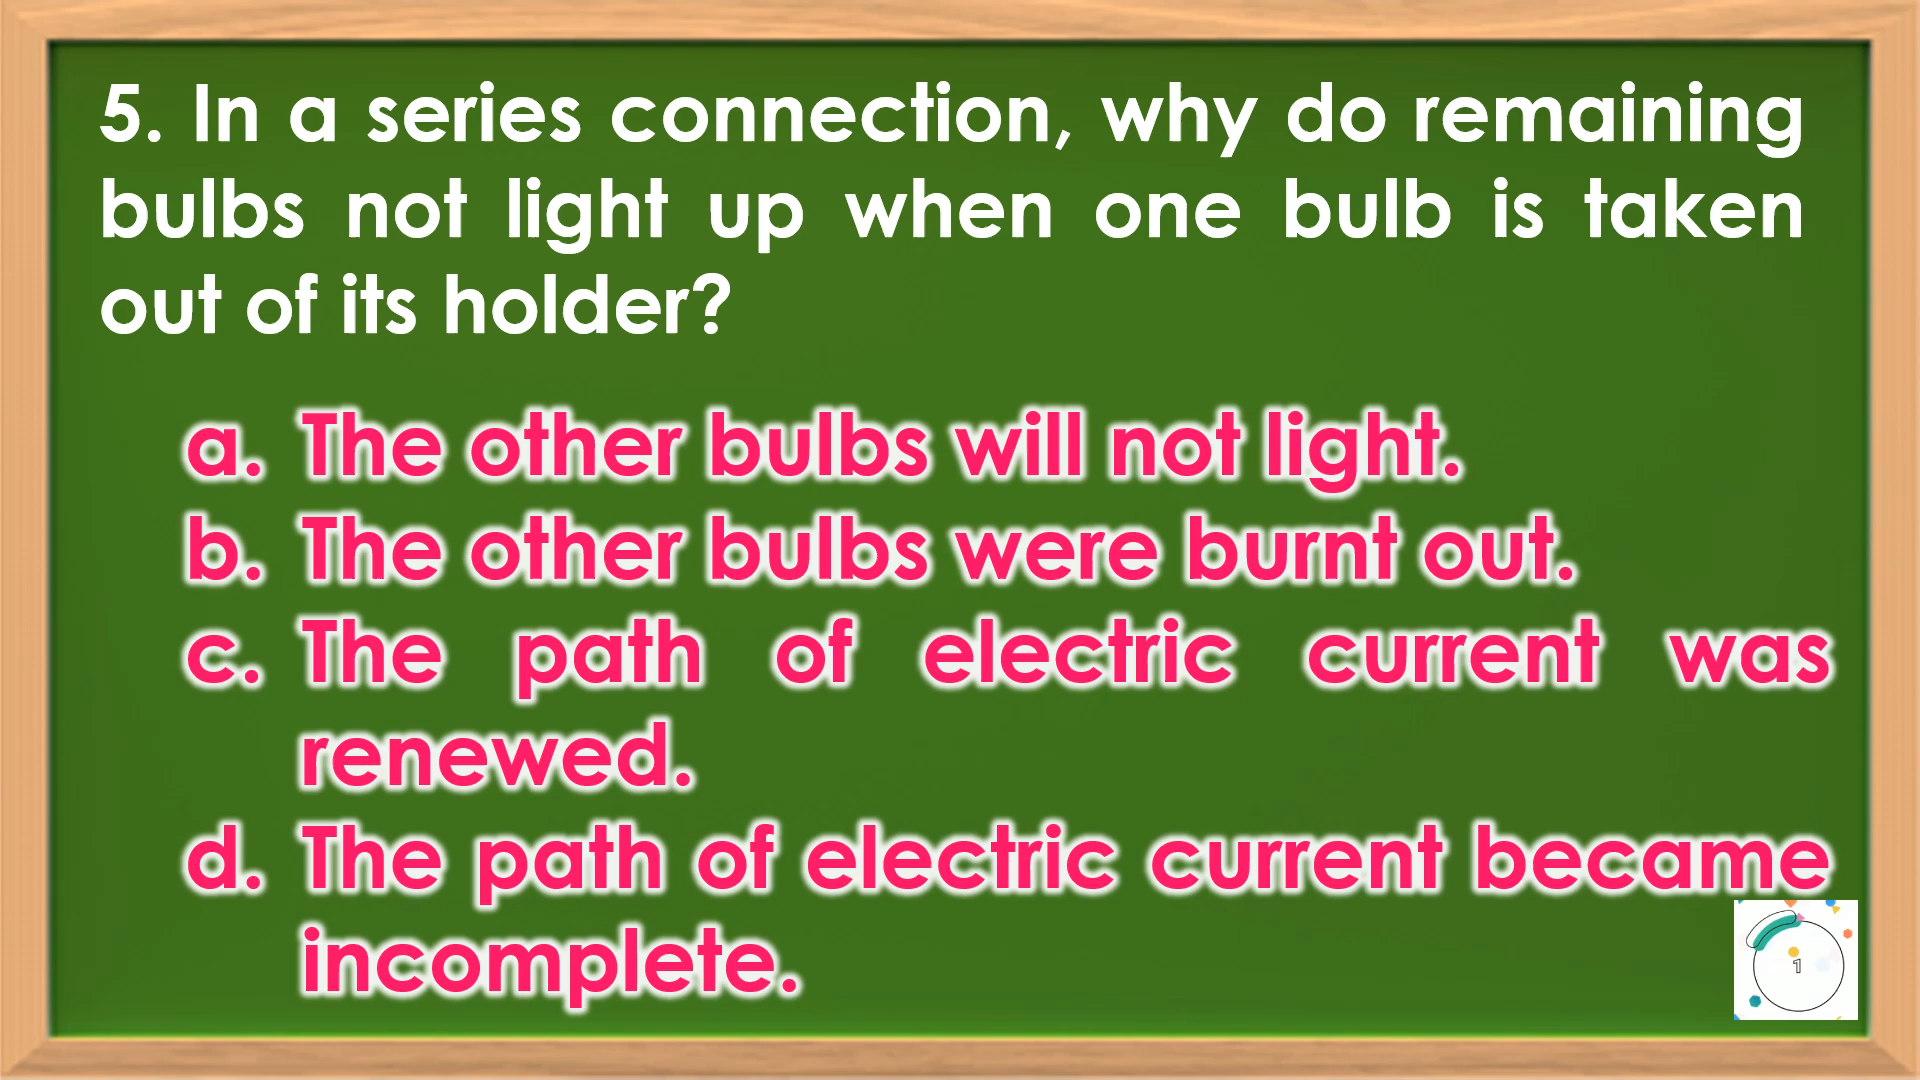 5. In a series connection, why do remaining
bulbs not light up when one bulb is taken
out of its holder?
a. The other bulbs will not light.
b. The other bulbs were burnt out.
c. The path of electric current was
renewed.
d. The path of electric current became
incomplete.
1